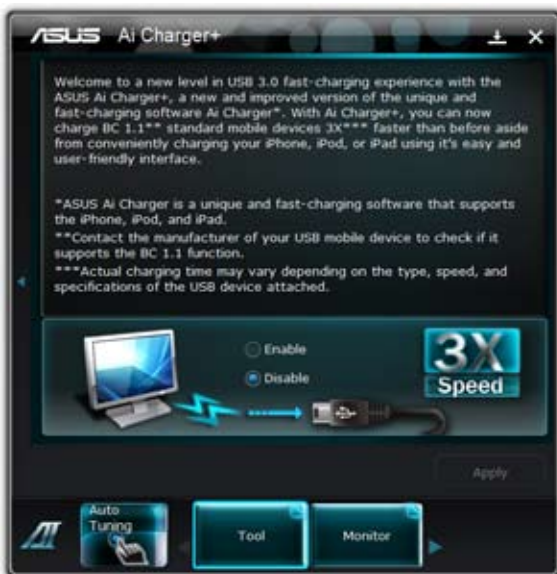 ASUS Ai Charger+
Welcome to a new level in USB 3.0 fast-charging experience with the
ASUS Ai Charger+, a new and improved version of the unique and
fast-charging software Ai Charger*. With Ai Charger+, you can now
charge BC 1.1** standard mobile devices 3X*** faster than before aside
from conveniently charging your iPhone, iPod, or iPad using it's easy and
user-friendly interface.
*ASUS Ai Charger is a unique and fast-charging software that supports
the iPhone, iPod, and iPad.
**Contact the manufacturer of your USB mobile device to check if it
supports the BC 1.1 function.
***Actual charging time may vary depending on the type, speed, and
specifications of the USB device attached.
Enable
Disable
3X
Speed
Apply
Auto
Tuning
Tool
Monitor